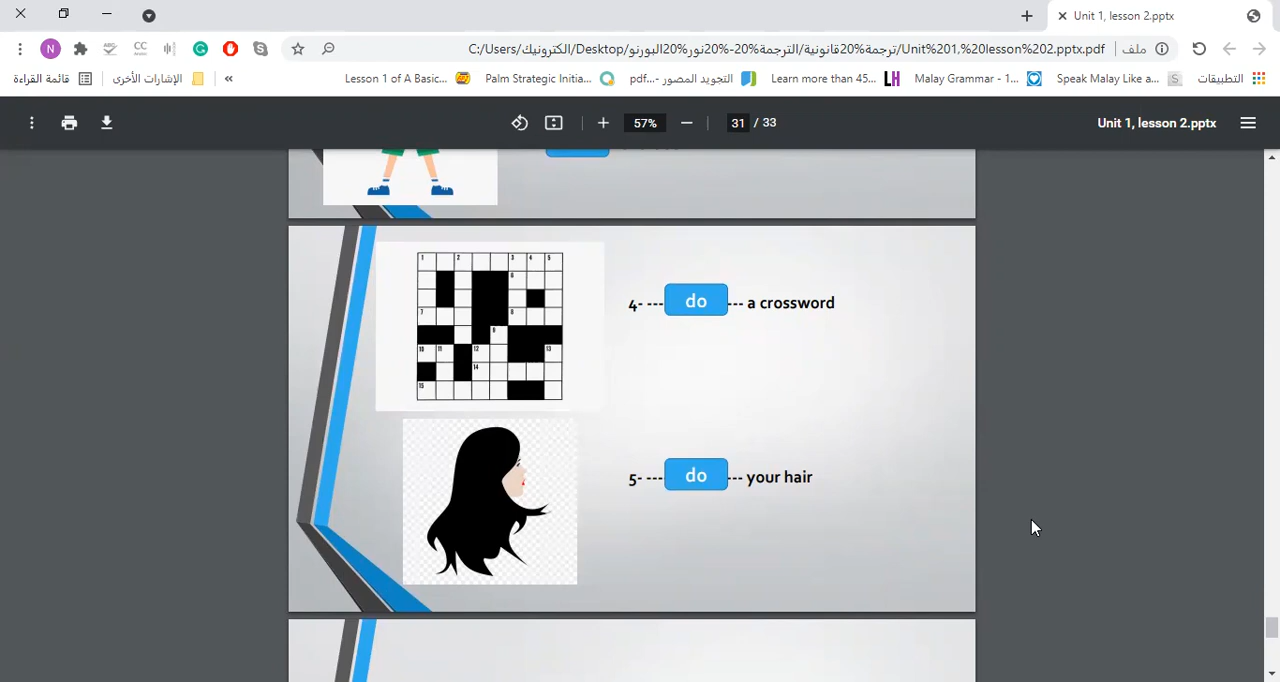 Unit 1, lesson 2.pptx
N
C:/Users/الكترونيك/Desktop/ترجمة%20قانونية/الترجمة%20-%20نور%20البورنو/Unit%201,%20lesson%202.pptx.pdf
ملف
التطبيقات
Speak Malay Like a...
Malay Grammar - 1...
Learn more than 45...
التجويد المصور -...pdf
Palm Strategic Initia...
Lesson 1 of A Basic...
»
الإشارات الأخرى
قائمة القراءة
57%
31 / 33
Unit 1, lesson 2.pptx
4- --- do --- a crossword
5- --- do --- your hair